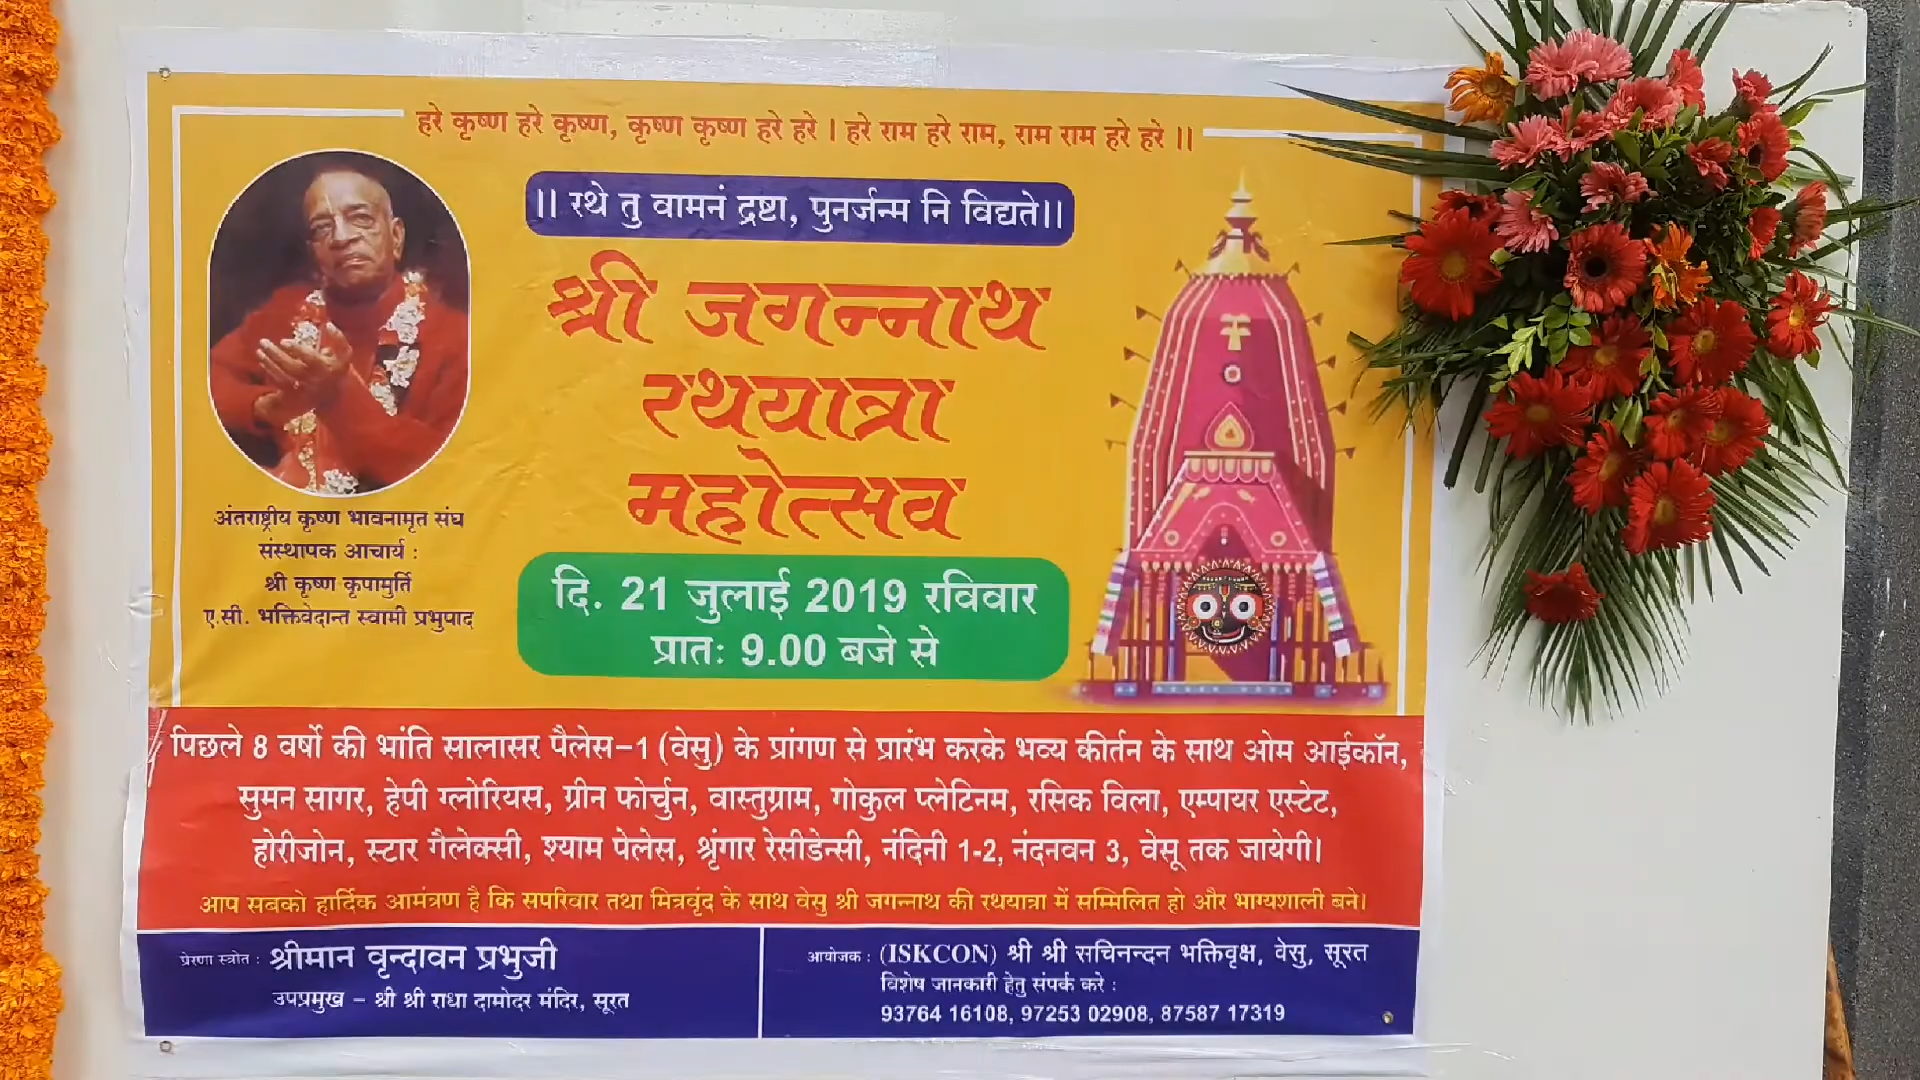 हरे कृष्ण हरे कृष्ण, कृष्ण कृष्ण हरे हरे । हरे राम हरे राम, राम राम हरे हरे ।।
।। रथे तु वामनं द्रष्टा, पुनर्जन्म नि विद्यते।।
श्री जगन्नाथ
रथयात्रा
महोत्सव
अंतराष्ट्रीय कृष्ण भावनामृत संघ
संस्थापक आचार्य :
श्री कृष्ण कृपामुर्ति
ए.सी. भक्तिवेदान्त स्वामी प्रभुपाद
दि. 21 जुलाई 2019 रविवार
प्रातः 9.00 बजे से
पिछले 8 वर्षो की भांति सालासर पैलेस-1 (वेसु) के प्रांगण से प्रारंभ करके भव्य कीर्तन के साथ ओम आईकॉन,
सुमन सागर, हेपी ग्लोरियस, ग्रीन फोर्चुन, वास्तुग्राम, गोकुल प्लेटिनम, रसिक विला, एम्पायर एस्टेट,
होरीजोन, स्टार गैलेक्सी, श्याम पेलेस, श्रृंगार रेसीडेन्सी, नंदिनी 1-2, नंदनवन 3, वेसू तक जायेगी।
आप सबको हार्दिक आमंत्रण है कि सपरिवार तथा मित्रवृंद के साथ वेसु श्री जगन्नाथ की रथयात्रा में सम्मिलित हो और भाग्यशाली बने।
प्रेरणा स्त्रोत : श्रीमान वृन्दावन प्रभुजी
उपप्रमुख – श्री श्री राधा दामोदर मंदिर, सूरत
आयोजक : (ISKCON) श्री श्री सचिनन्दन भक्तिवृक्ष, वेसु, सूरत
विशेष जानकारी हेतु संपर्क करे :
93764 16108, 97253 02908, 87587 17319